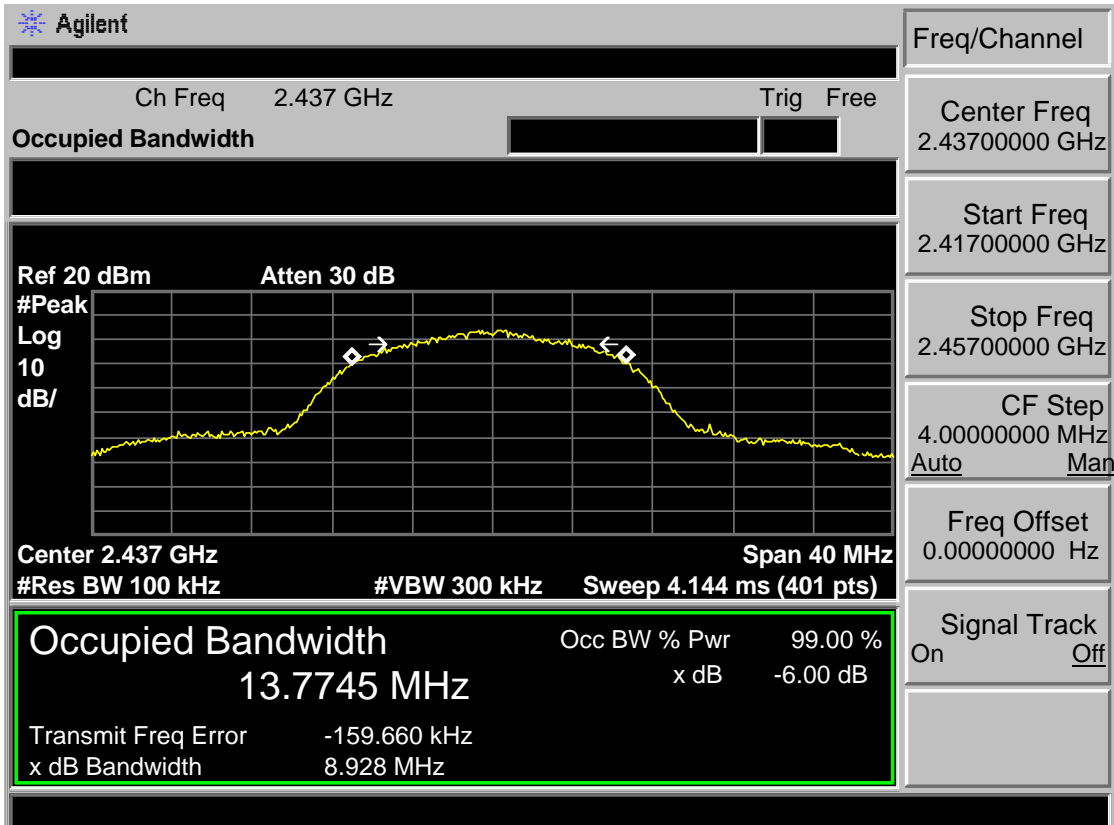 Agilent
Freq/Channel
Ch Freq 2.437 GHz Trig Free
Occupied Bandwidth
Center Freq
2.43700000 GHz
Start Freq
2.41700000 GHz
Stop Freq
2.45700000 GHz
CF Step
4.00000000 MHz
Auto Man
Freq Offset
0.00000000 Hz
Signal Track
On Off
Ref 20 dBm Atten 30 dB
#Peak
Log
10
dB/
Center 2.437 GHz Span 40 MHz
#Res BW 100 kHz #VBW 300 kHz Sweep 4.144 ms (401 pts)
Occupied Bandwidth Occ BW % Pwr 99.00 %
13.7745 MHz x dB -6.00 dB
Transmit Freq Error -159.660 kHz
x dB Bandwidth 8.928 MHz